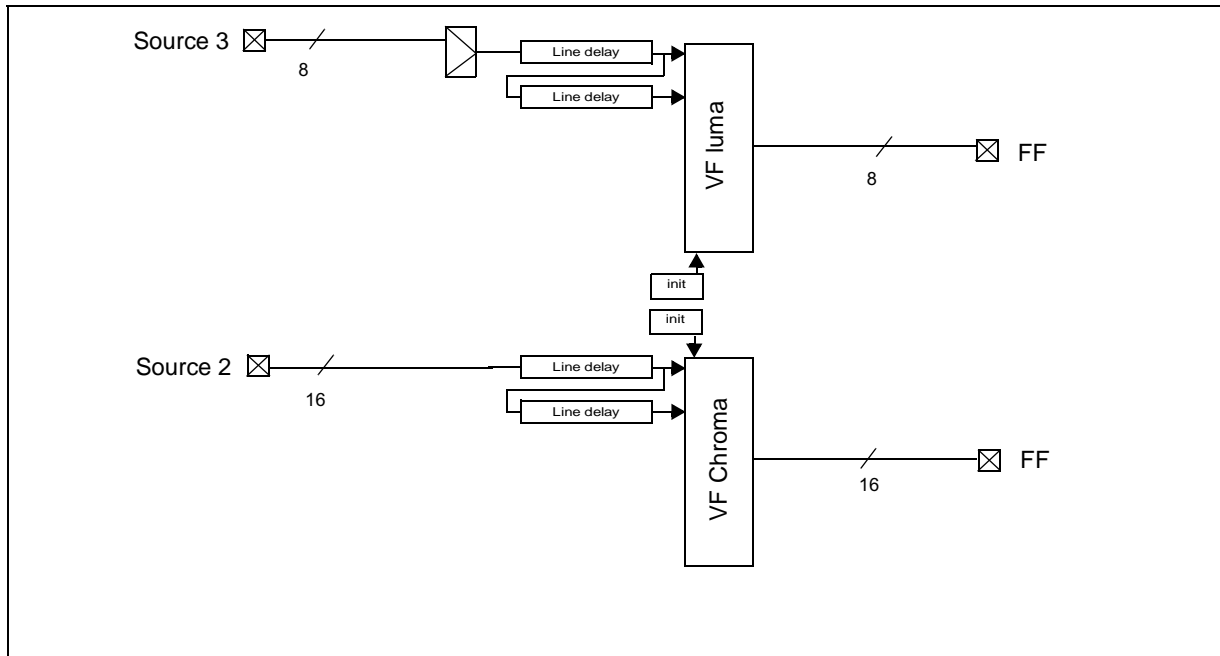 Source 3
8
Line delay
Line delay
VF luma
8
FF
init
init
Source 2
16
Line delay
Line delay
VF Chroma
16
FF